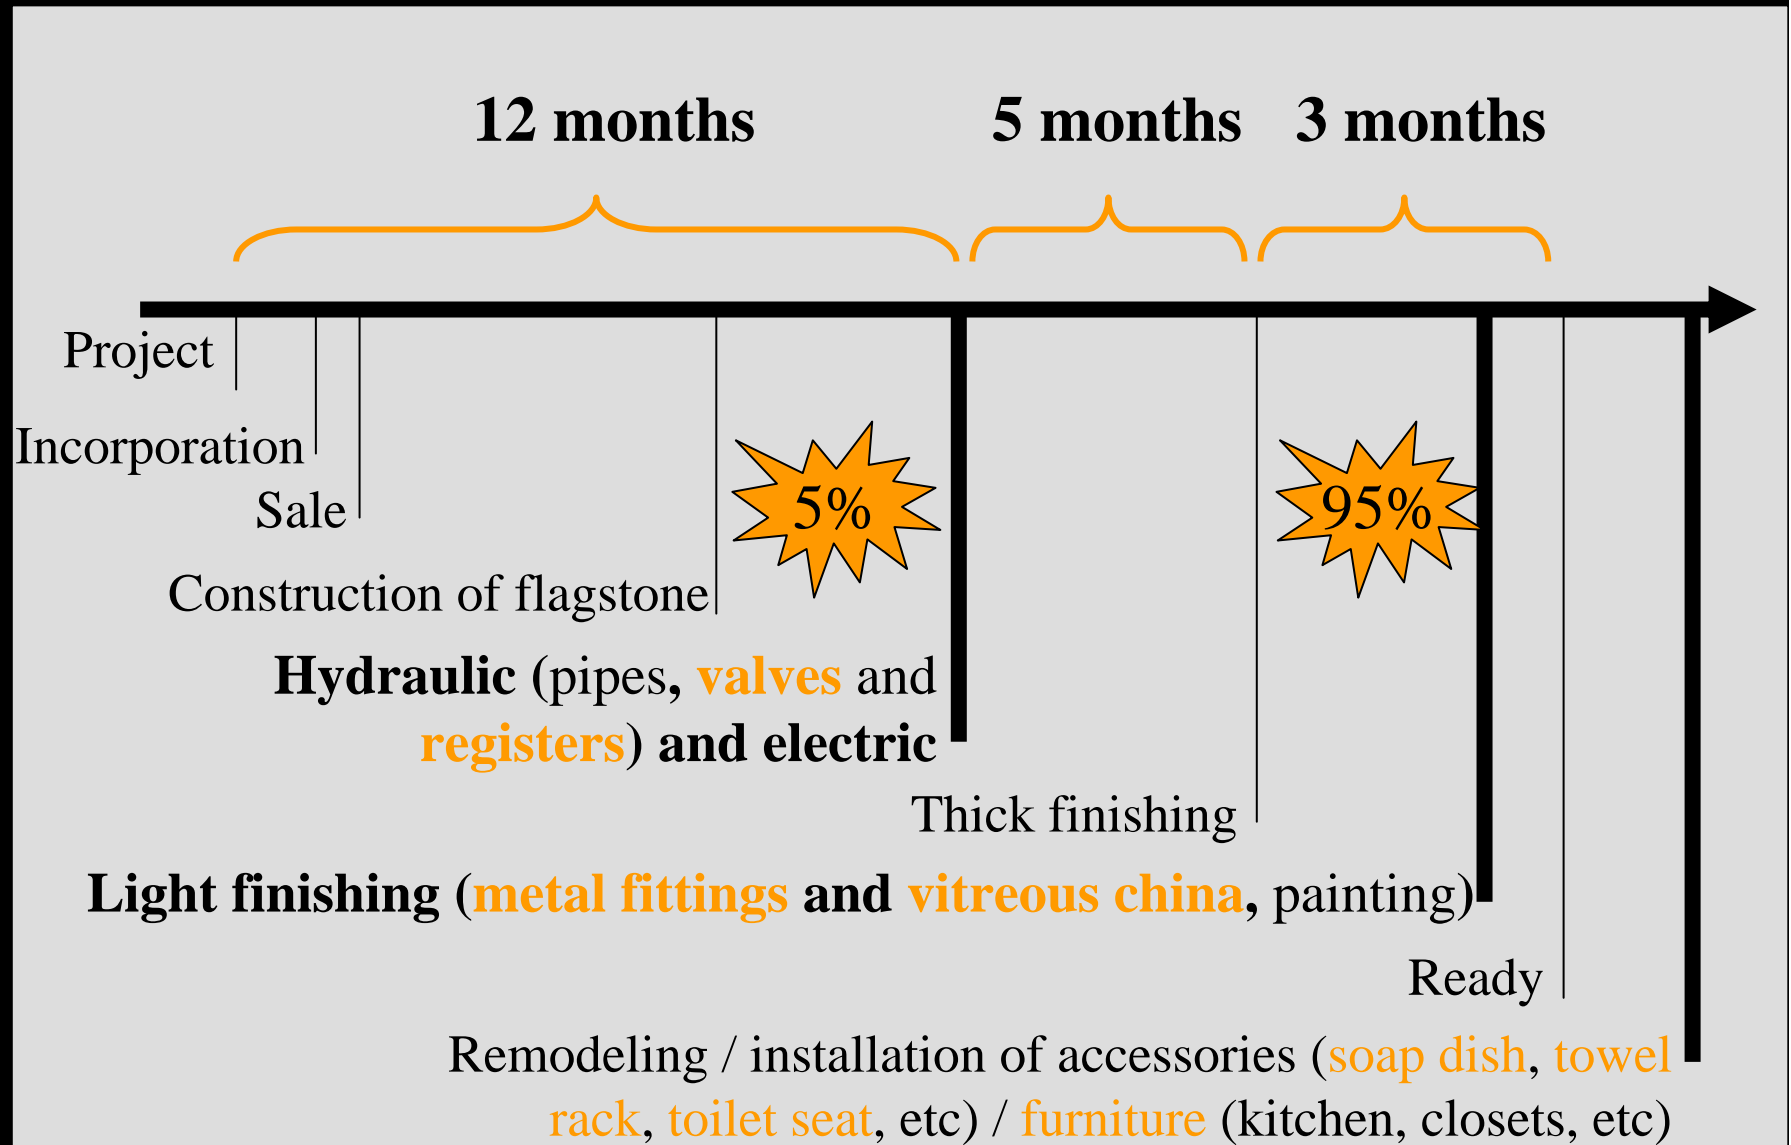 12 months 5 months 3 months
Project
Incorporation
Sale
5%
95%
Construction of flagstone
Hydraulic (pipes, valves and
registers) and electric
Thick finishing
Light finishing (metal fittings and vitreous china, painting)
Ready
Remodeling / installation of accessories (soap dish, towel
rack, toilet seat, etc) / furniture (kitchen, closets, etc)